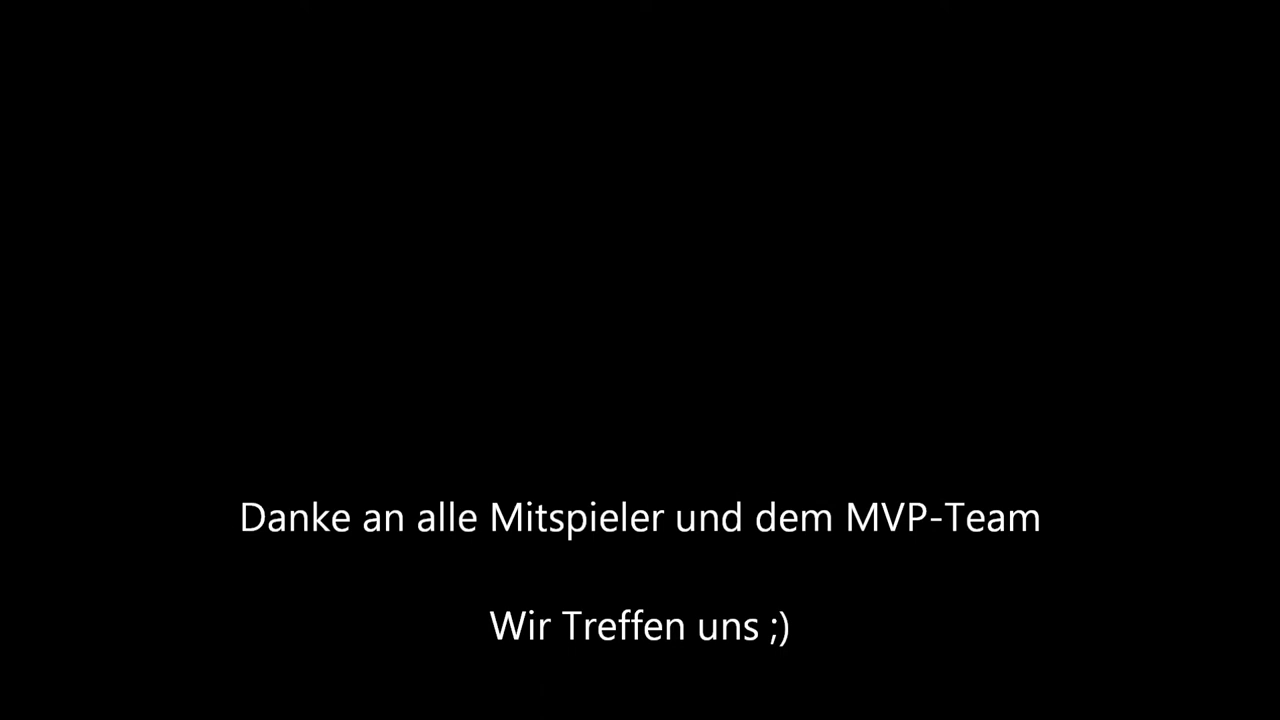 Danke an alle Mitspieler und dem MVP-Team
Wir Treffen uns ;)